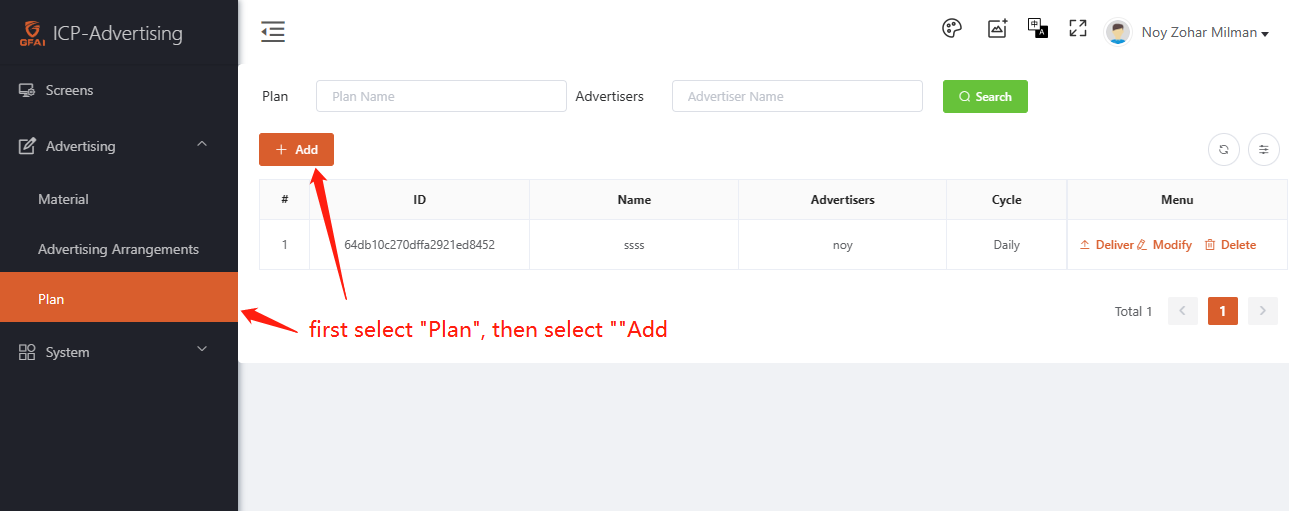 GFAI ICP-Advertising
中 A
Noy Zohar Milman
Screens
Advertising
Material
Advertising Arrangements
Plan
System
Plan Plan Name Advertisers Advertiser Name Search
Add
# ID Name Advertisers Cycle Menu
1 64db10c270dffa2921ed8452 ssss noy Daily Deliver Modify Delete
Total 1 < 1 >
first select "Plan", then select ""Add